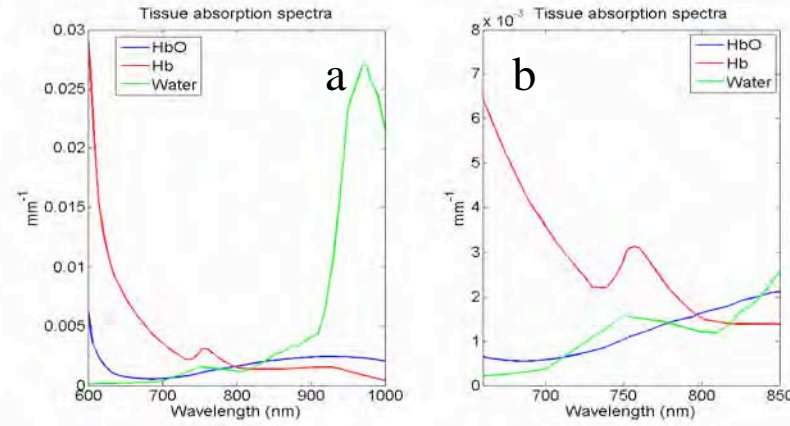 Tissue absorption spectra
0.03
0.025
0.02
0.015
0.01
0.005
0
mm-1
HbO
Hb
Water
a
600
700
800
900
1000
Wavelength (nm)
Tissue absorption spectra
8 x 10-3
7
6
5
4
3
2
1
0
mm-1
HbO
Hb
Water
b
700
750
800
850
Wavelength (nm)